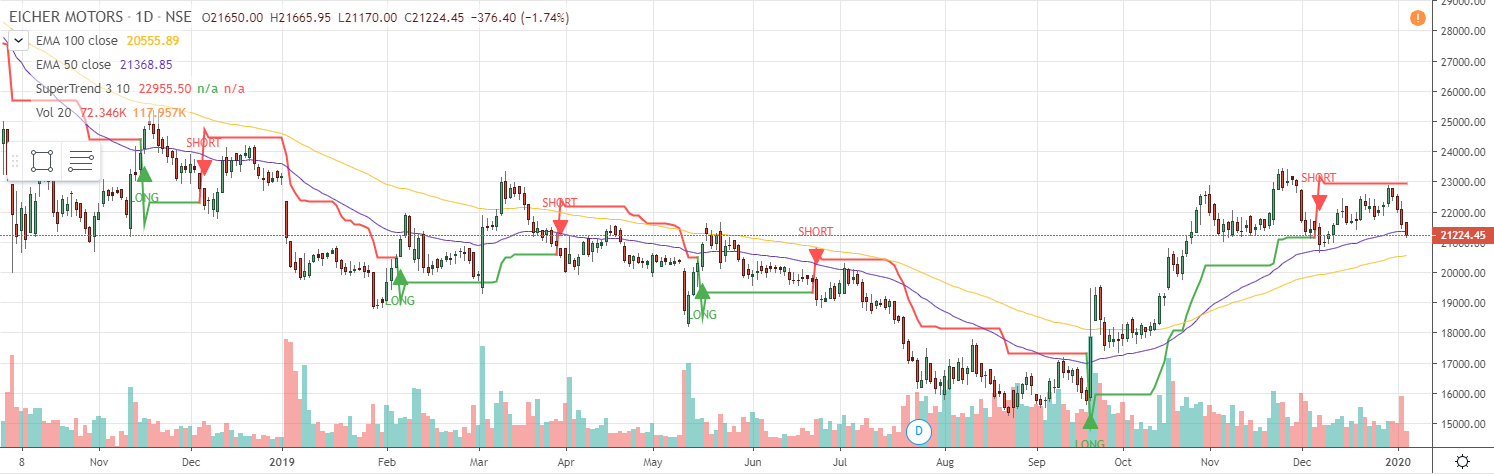 EICHER MOTORS · 1D · NSE O21650.00 H21665.95 L21170.00 C21224.45 −376.40 (−1.74%)
EMA 100 close 20555.89
EMA 50 close 21368.85
SuperTrend 3 10 22955.50 n/a n/a
Vol 20 72.346K 117.957K
SHORT
LONG
SHORT
LONG
SHORT
LONG
SHORT
LONG
D
29000.00
28000.00
27000.00
26000.00
25000.00
24000.00
23000.00
22000.00
21224.45
20000.00
19000.00
18000.00
17000.00
16000.00
15000.00
8 Nov Dec 2019 Feb Mar Apr May Jun Jul Aug Sep Oct Nov Dec 2020